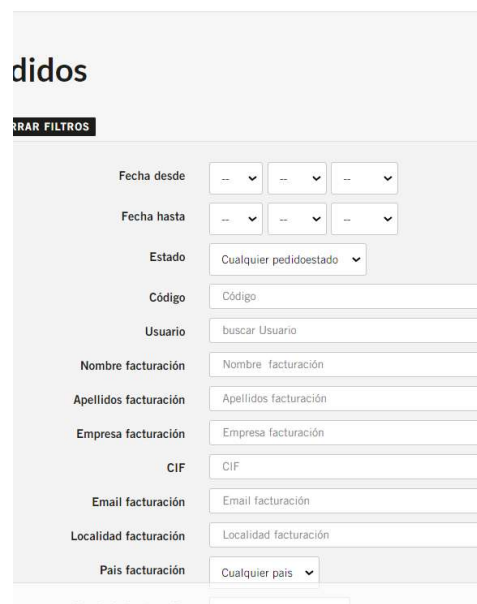 didos
RRAR FILTROS
Fecha desde -- -- --
Fecha hasta -- -- --
Estado Cualquier pedidoestado
Código Código
Usuario buscar Usuario
Nombre facturación Nombre facturación
Apellidos facturación Apellidos facturación
Empresa facturación Empresa facturación
CIF CIF
Email facturación Email facturación
Localidad facturación Localidad facturación
Pais facturación Cualquier pais